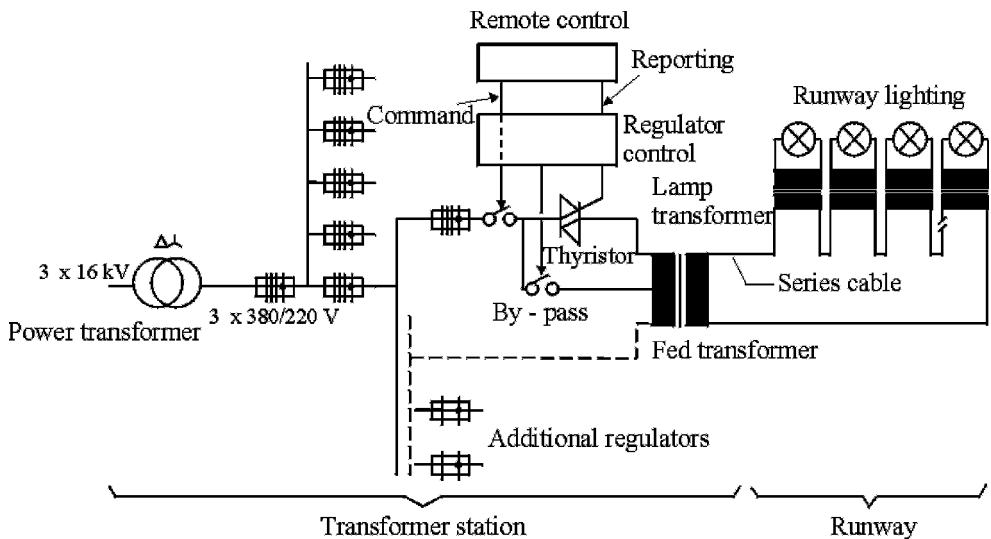 Remote control
Reporting
Command
Runway lighting
Regulator
control
Lamp
transformer
Thyristor
3 x 16 kV
Series cable
By - pass
3 x 380/220 V
Power transformer
Fed transformer
Additional regulators
Transformer station
Runway